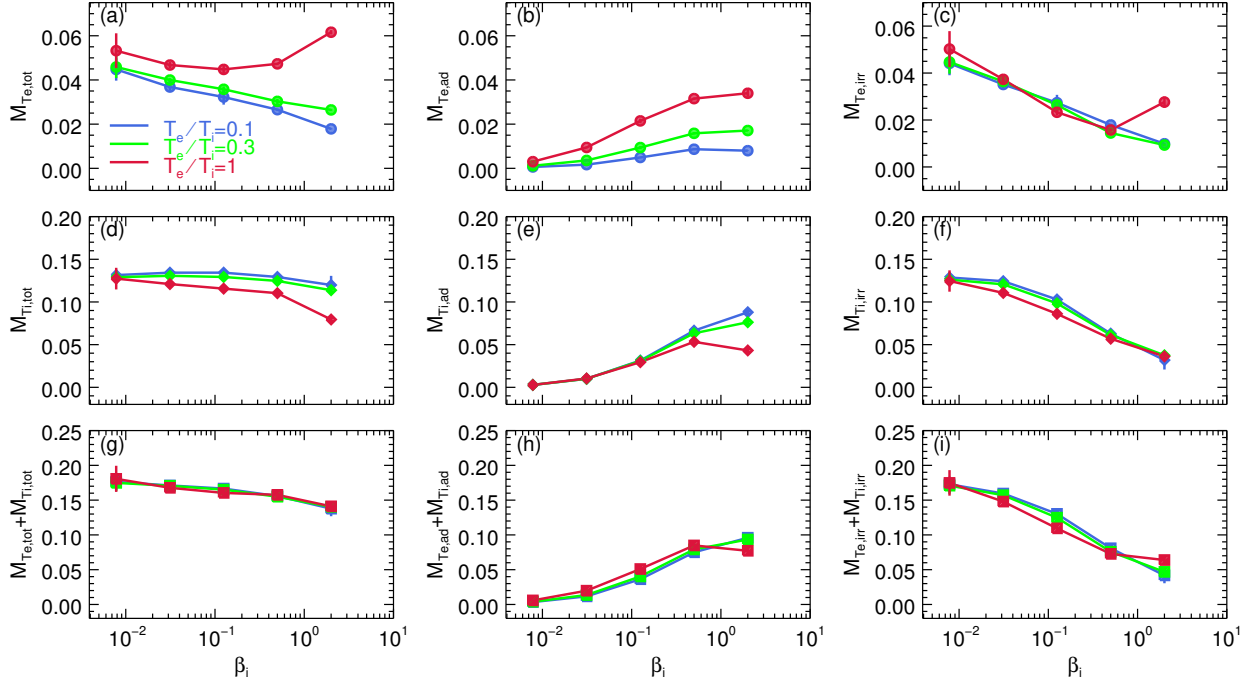 (a) (b) (c)
0.06 0.06 0.06
0.04 0.04 0.04
0.02 0.02 0.02
0.00 0.00 0.00
M_Te,tot M_Te,ad M_Te,irr
T_e/T_i=0.1
T_e/T_i=0.3
T_e/T_i=1
(d) (e) (f)
0.20 0.20 0.20
0.15 0.15 0.15
0.10 0.10 0.10
0.05 0.05 0.05
0.00 0.00 0.00
M_Ti,tot M_Ti,ad M_Ti,irr
(g) (h) (i)
0.25 0.25 0.25
0.20 0.20 0.20
0.15 0.15 0.15
0.10 0.10 0.10
0.05 0.05 0.05
0.00 0.00 0.00
M_Te,tot+M_Ti,tot M_Te,ad+M_Ti,ad M_Te,irr+M_Ti,irr
10^-2 10^-1 10^0 10^1 10^-2 10^-1 10^0 10^1 10^-2 10^-1 10^0 10^1
β_i β_i β_i